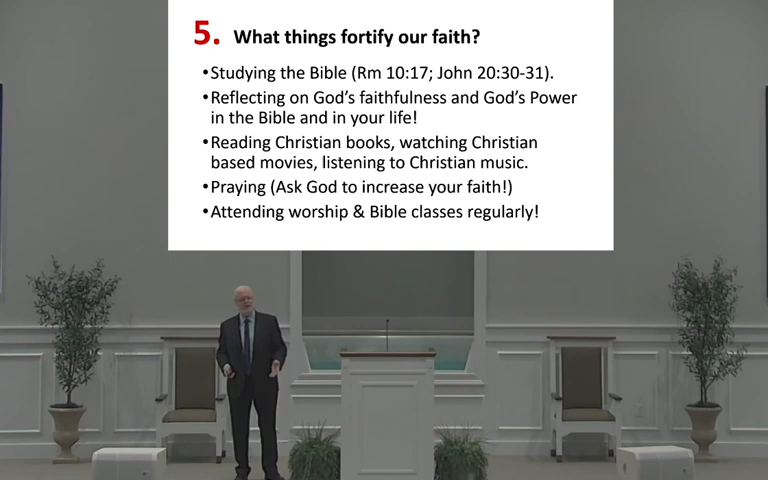 5. What things fortify our faith?
•Studying the Bible (Rm 10:17; John 20:30-31).
•Reflecting on God's faithfulness and God's Power
in the Bible and in your life!
•Reading Christian books, watching Christian
based movies, listening to Christian music.
•Praying (Ask God to increase your faith!)
•Attending worship & Bible classes regularly!